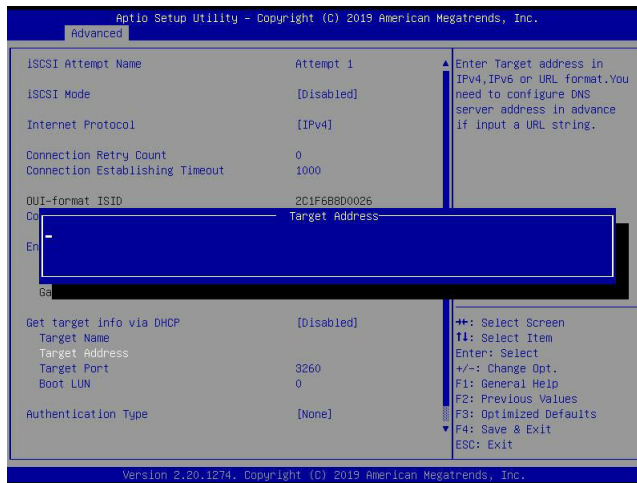 Aptio Setup Utility – Copyright (C) 2019 American Megatrends, Inc.
Advanced
iSCSI Attempt Name Attempt 1
iSCSI Mode [Disabled]
Internet Protocol [IPv4]
Connection Retry Count 0
Connection Establishing Timeout 1000
OUI-format ISID 2C1F6B8D0026
Co
Target Address
En
Ga
Get target info via DHCP [Disabled]
Target Name
Target Address
Target Port 3260
Boot LUN 0
Authentication Type [None]
Enter Target address in
IPv4,IPv6 or URL format.You
need to configure DNS
server address in advance
if input a URL string.
→←: Select Screen
↑↓: Select Item
Enter: Select
+/-: Change Opt.
F1: General Help
F2: Previous Values
F3: Optimized Defaults
F4: Save & Exit
ESC: Exit
Version 2.20.1274. Copyright (C) 2019 American Megatrends, Inc.